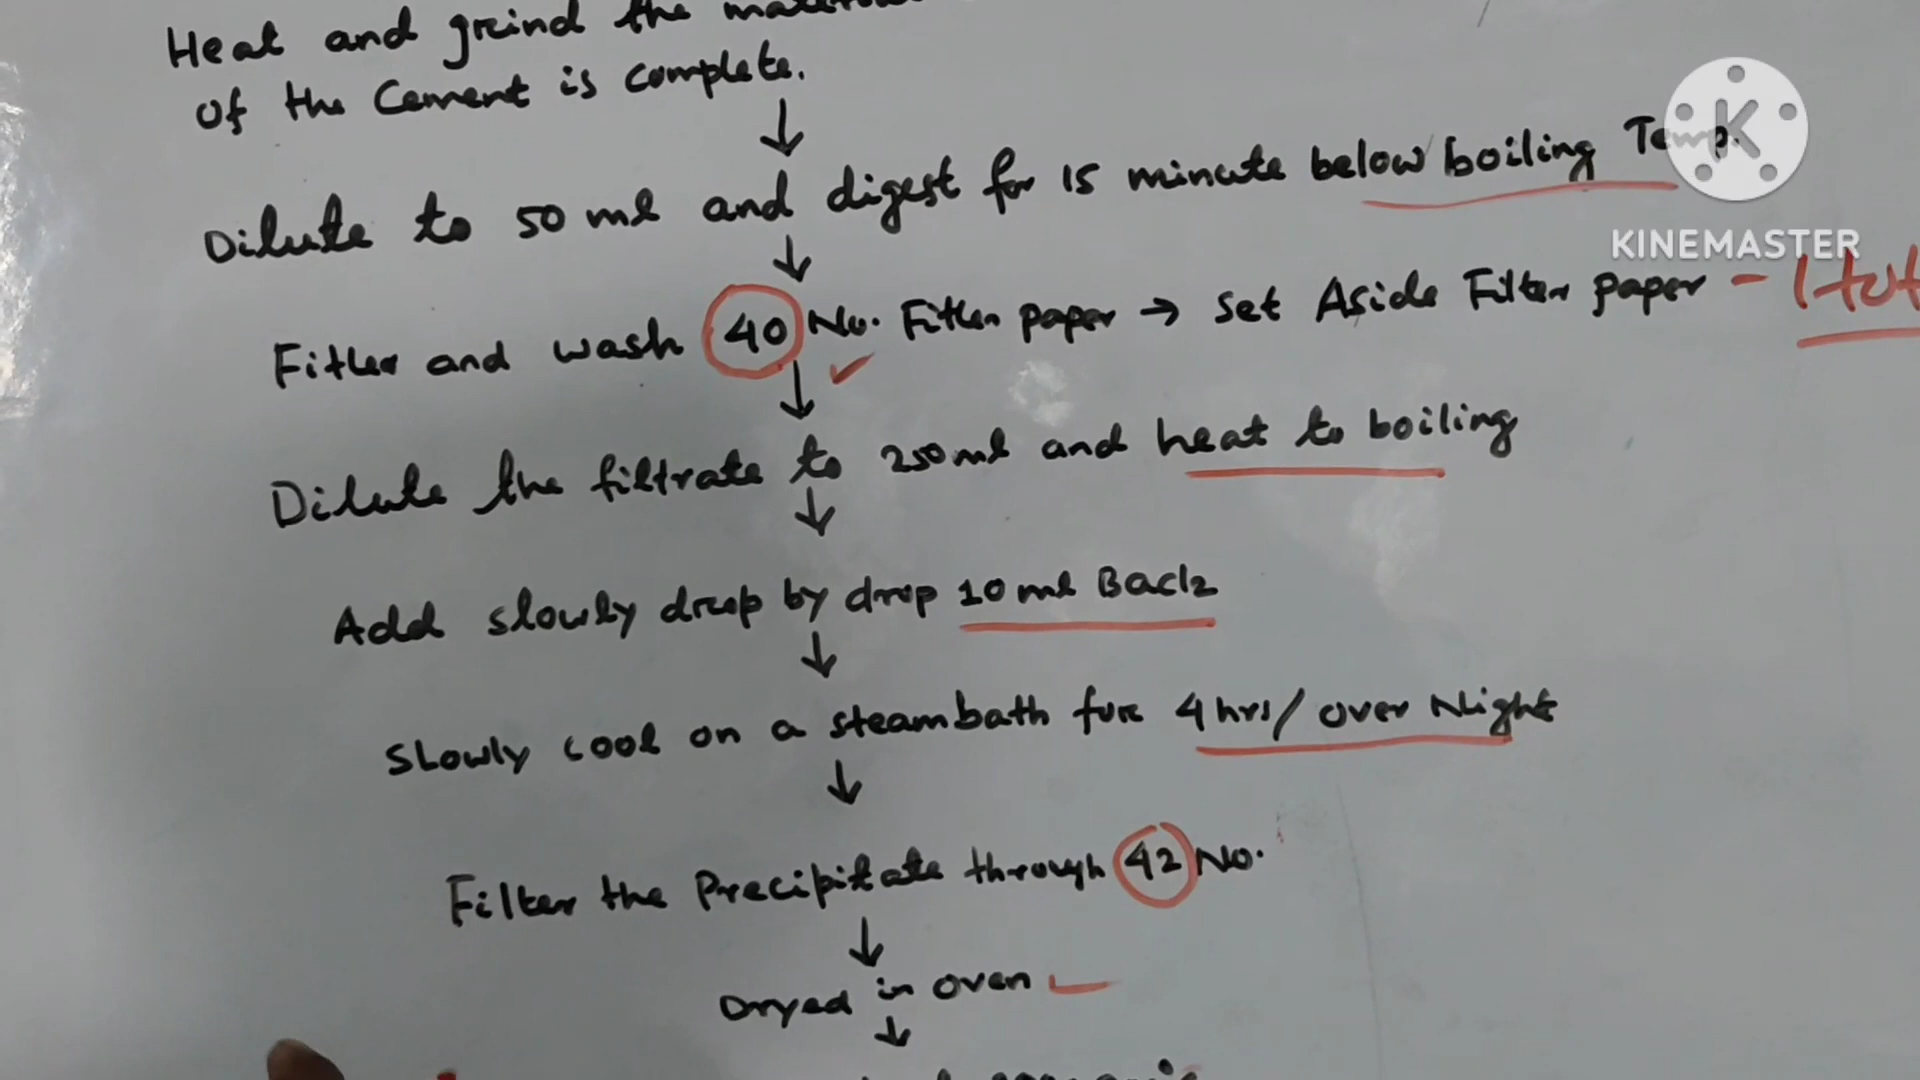 Heat and grind the
of the Cement is complete.
Dilute to 50 ml and digest for 15 minute below boiling Temp.
KINEMASTER
Fitler and wash 40 No. Fitler paper → Set Aside Filter paper - Hot
Dilute the filtrate to 250 ml and heat to boiling
Add slowly drop by drop 10 ml Bacl2
Slowly cool on a steambath for 4 hrs/ over Night
Filter the Precipitate through 42 No.
Dryed in oven